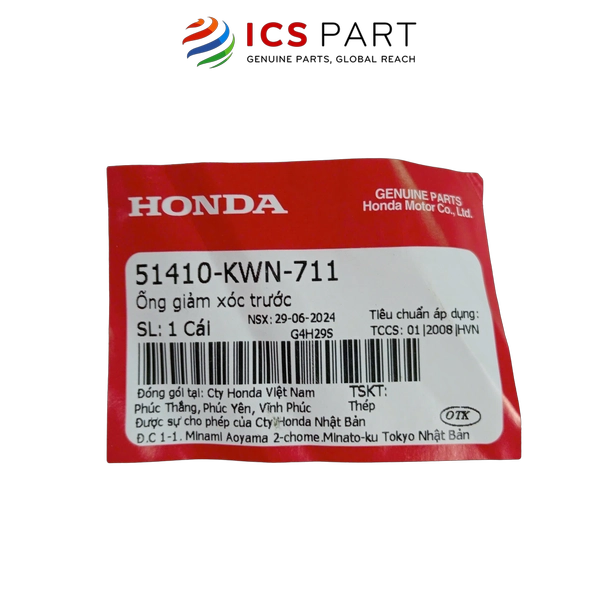 ICS PART
GENUINE PARTS, GLOBAL REACH
HONDA
GENUINE PARTS
Honda Motor Co., Ltd.
51410-KWN-711
Ống giảm xóc trước
NSX: 29-06-2024
Tiêu chuẩn áp dụng:
SL: 1 Cái
G4H29S
TCCS: 01|2008|HVN
Đóng gói tại: Cty Honda Việt Nam
TSKT:
Phúc Thắng, Phúc Yên, Vĩnh Phúc
Thép
Được sự cho phép của Cty Honda Nhật Bản
OTK
Đ.C 1-1. Minami Aoyama 2-chome.Minato-ku Tokyo Nhật Bản